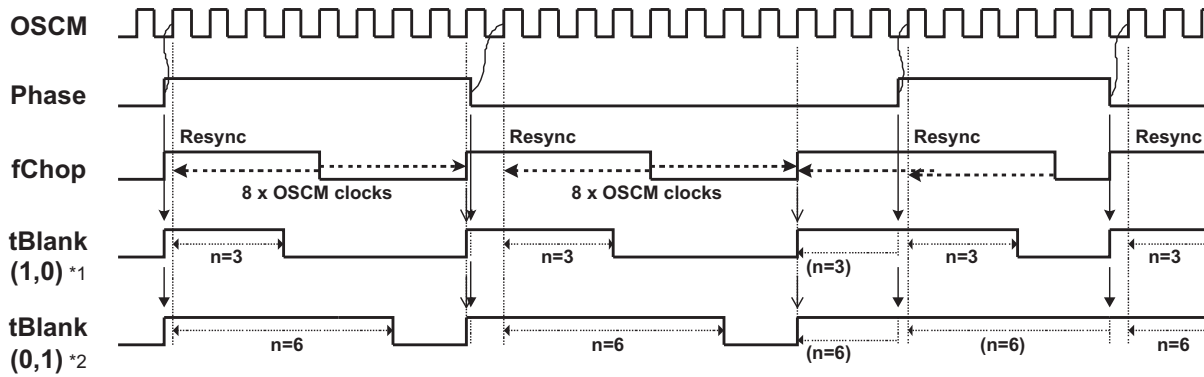 OSCM
Phase
Resync Resync Resync Resync
fChop
8 x OSCM clocks 8 x OSCM clocks
tBlank
(1,0) *1
n=3 n=3 (n=3) n=3 n=3
tBlank
(0,1) *2
n=6 n=6 (n=6) (n=6) n=6